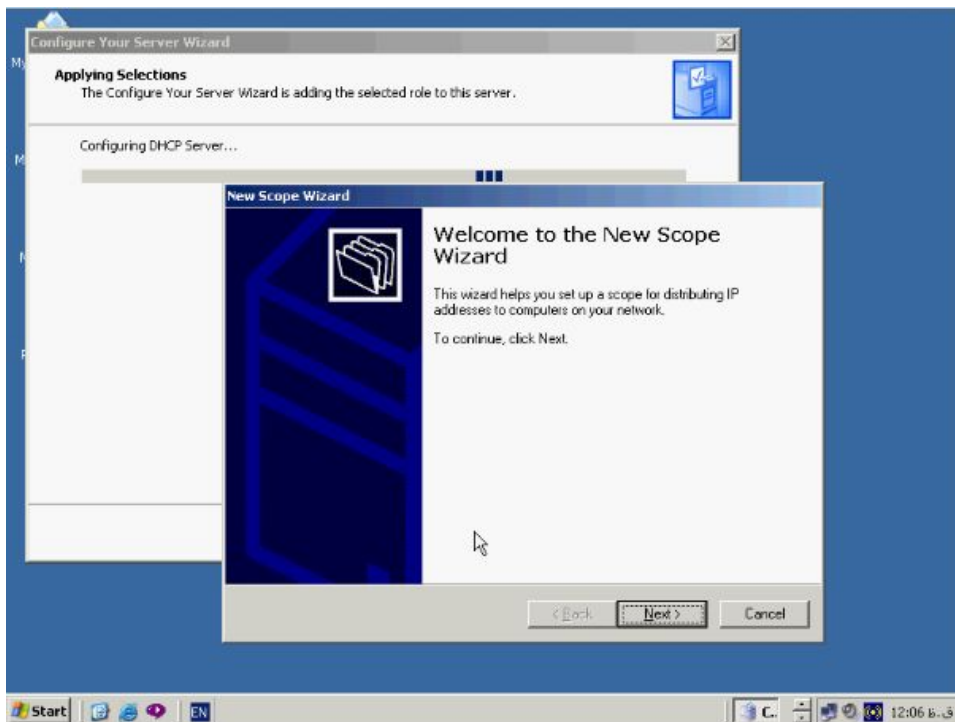 Configure Your Server Wizard
Applying Selections
The Configure Your Server Wizard is adding the selected role to this server.
Configuring DHCP Server...
New Scope Wizard
Welcome to the New Scope
Wizard
This wizard helps you set up a scope for distributing IP
addresses to computers on your network.
To continue, click Next.
< Back
Next >
Cancel
Start
EN
C..
12:06 ق.ظ